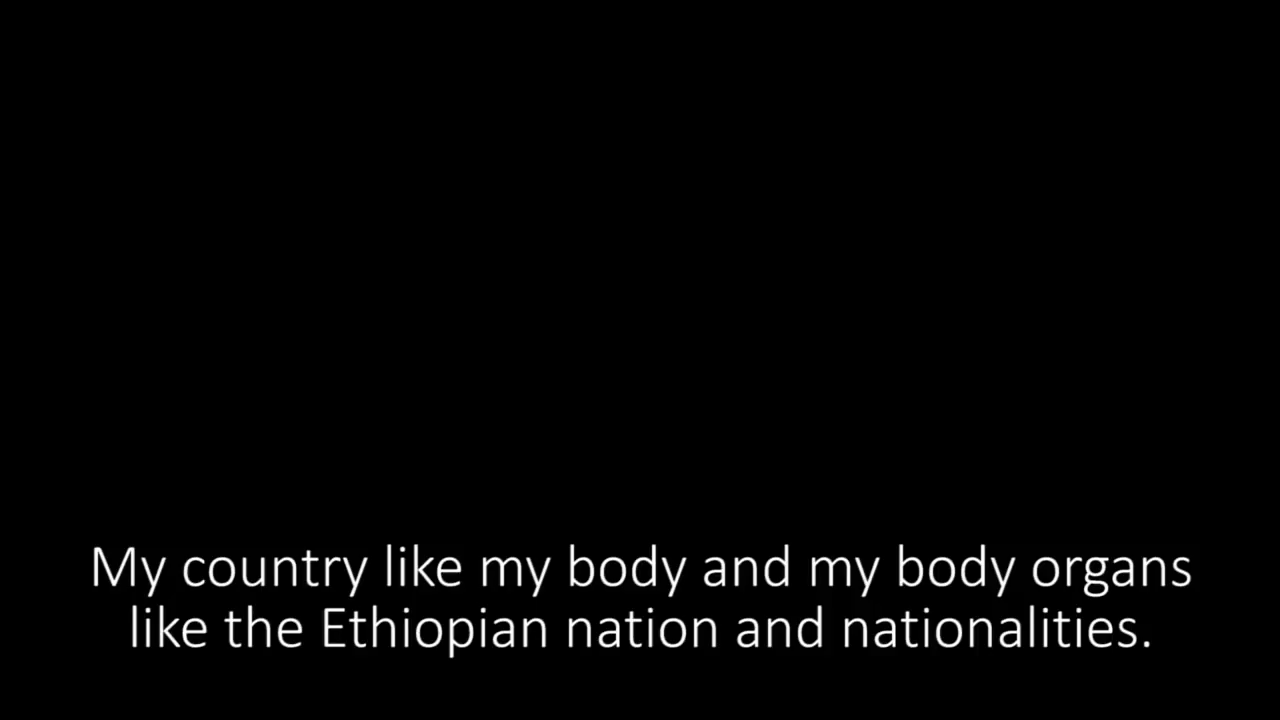 My country like my body and my body organs
like the Ethiopian nation and nationalities.